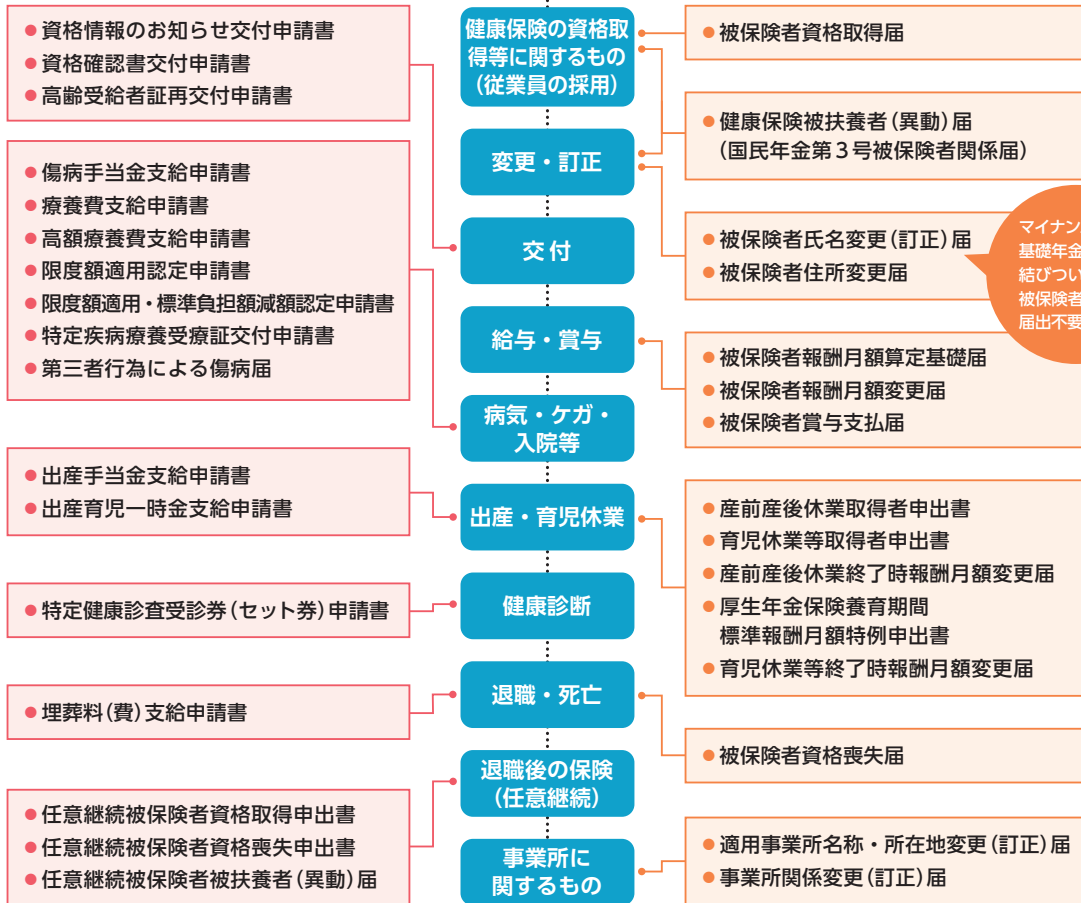 資格情報のお知らせ交付申請書
資格確認書交付申請書
高齢受給者証再交付申請書
傷病手当金支給申請書
療養費支給申請書
高額療養費支給申請書
限度額適用認定申請書
限度額適用・標準負担額減額認定申請書
特定疾病療養受療証交付申請書
第三者行為による傷病届
出産手当金支給申請書
出産育児一時金支給申請書
特定健康診査受診券(セット券)申請書
埋葬料(費)支給申請書
任意継続被保険者資格取得申出書
任意継続被保険者資格喪失申出書
任意継続被保険者被扶養者(異動)届
健康保険の資格取
得等に関するもの
(従業員の採用)
変更・訂正
交付
給与・賞与
病気・ケガ・
入院等
出産・育児休業
健康診断
退職・死亡
退職後の保険
(任意継続)
事業所に
関するもの
被保険者資格取得届
健康保険被扶養者(異動)届
(国民年金第3号被保険者関係届)
被保険者氏名変更(訂正)届
被保険者住所変更届
マイナン
基礎年金
結びつい
被保険者
届出不要
被保険者報酬月額算定基礎届
被保険者報酬月額変更届
被保険者賞与支払届
産前産後休業取得者申出書
育児休業等取得者申出書
産前産後休業終了時報酬月額変更届
厚生年金保険養育期間
標準報酬月額特例申出書
育児休業等終了時報酬月額変更届
被保険者資格喪失届
適用事業所名称・所在地変更(訂正)届
事業所関係変更(訂正)届